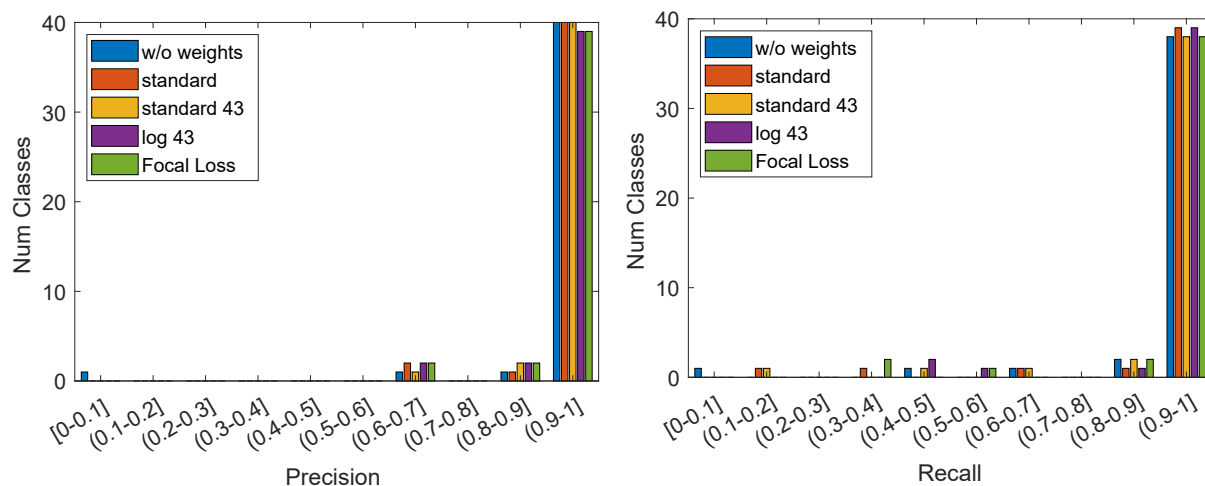 40
30
20
10
0
Num Classes
w/o weights
standard
standard 43
log 43
Focal Loss
[0-0.1]
(0.1-0.2]
(0.2-0.3]
(0.3-0.4]
(0.4-0.5]
(0.5-0.6]
(0.6-0.7]
(0.7-0.8]
(0.8-0.9]
(0.9-1]
Precision
40
30
20
10
0
Num Classes
w/o weights
standard
standard 43
log 43
Focal Loss
[0-0.1]
(0.1-0.2]
(0.2-0.3]
(0.3-0.4]
(0.4-0.5]
(0.5-0.6]
(0.6-0.7]
(0.7-0.8]
(0.8-0.9]
(0.9-1]
Recall